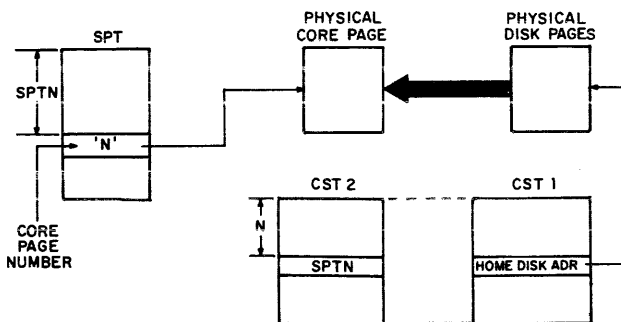 SPT
PHYSICAL
CORE PAGE
PHYSICAL
DISK PAGES
SPTN
'N'
CORE
PAGE
NUMBER
CST 2
CST 1
N
SPTN
HOME DISK ADR